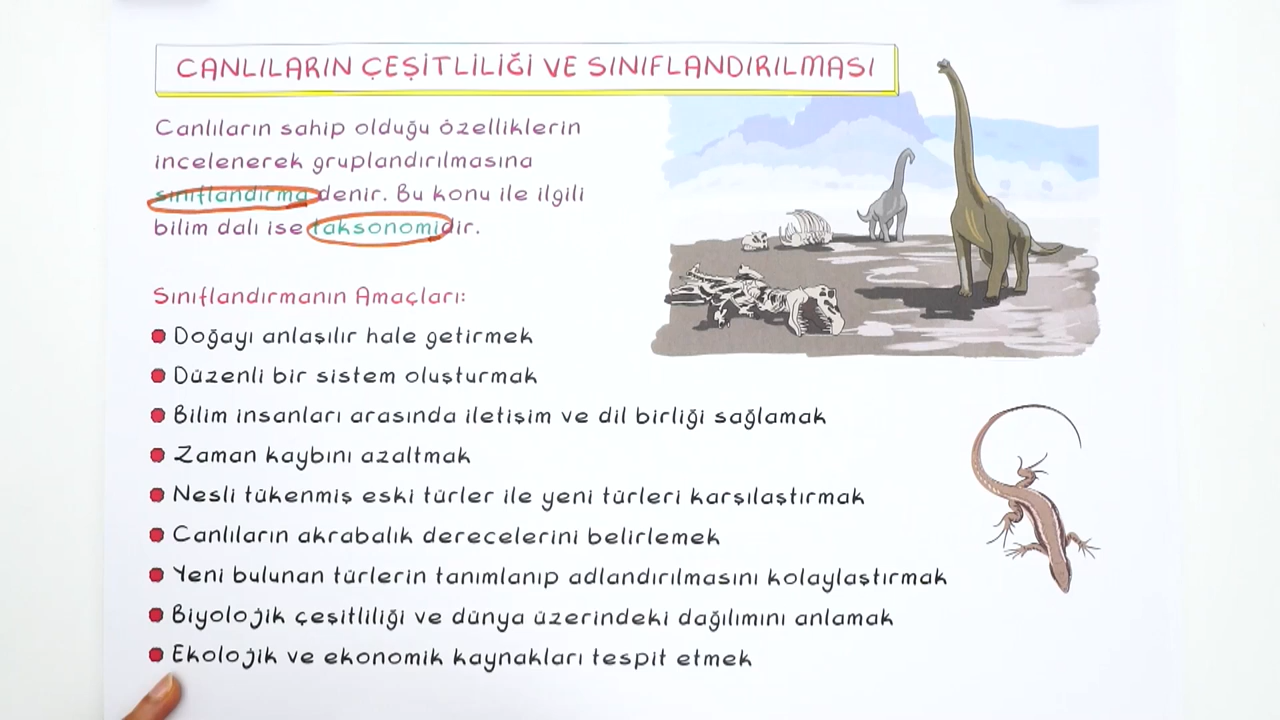 CANLILARIN ÇEŞİTLİLİĞİ VE SINIFLANDIRILMASI
Canlıların sahip olduğu özelliklerin
incelenerek gruplandırılmasına
sınıflandırma denir. Bu konu ile ilgili
bilim dalı ise taksonomidir.
Sınıflandırmanın Amaçları:
Doğayı anlaşılır hale getirmek
Düzenli bir sistem oluşturmak
Bilim insanları arasında iletişim ve dil birliği sağlamak
Zaman kaybını azaltmak
Nesli tükenmiş eski türler ile yeni türleri karşılaştırmak
Canlıların akrabalık derecelerini belirlemek
Yeni bulunan türlerin tanımlanıp adlandırılmasını kolaylaştırmak
Biyolojik çeşitliliği ve dünya üzerindeki dağılımını anlamak
Ekolojik ve ekonomik kaynakları tespit etmek